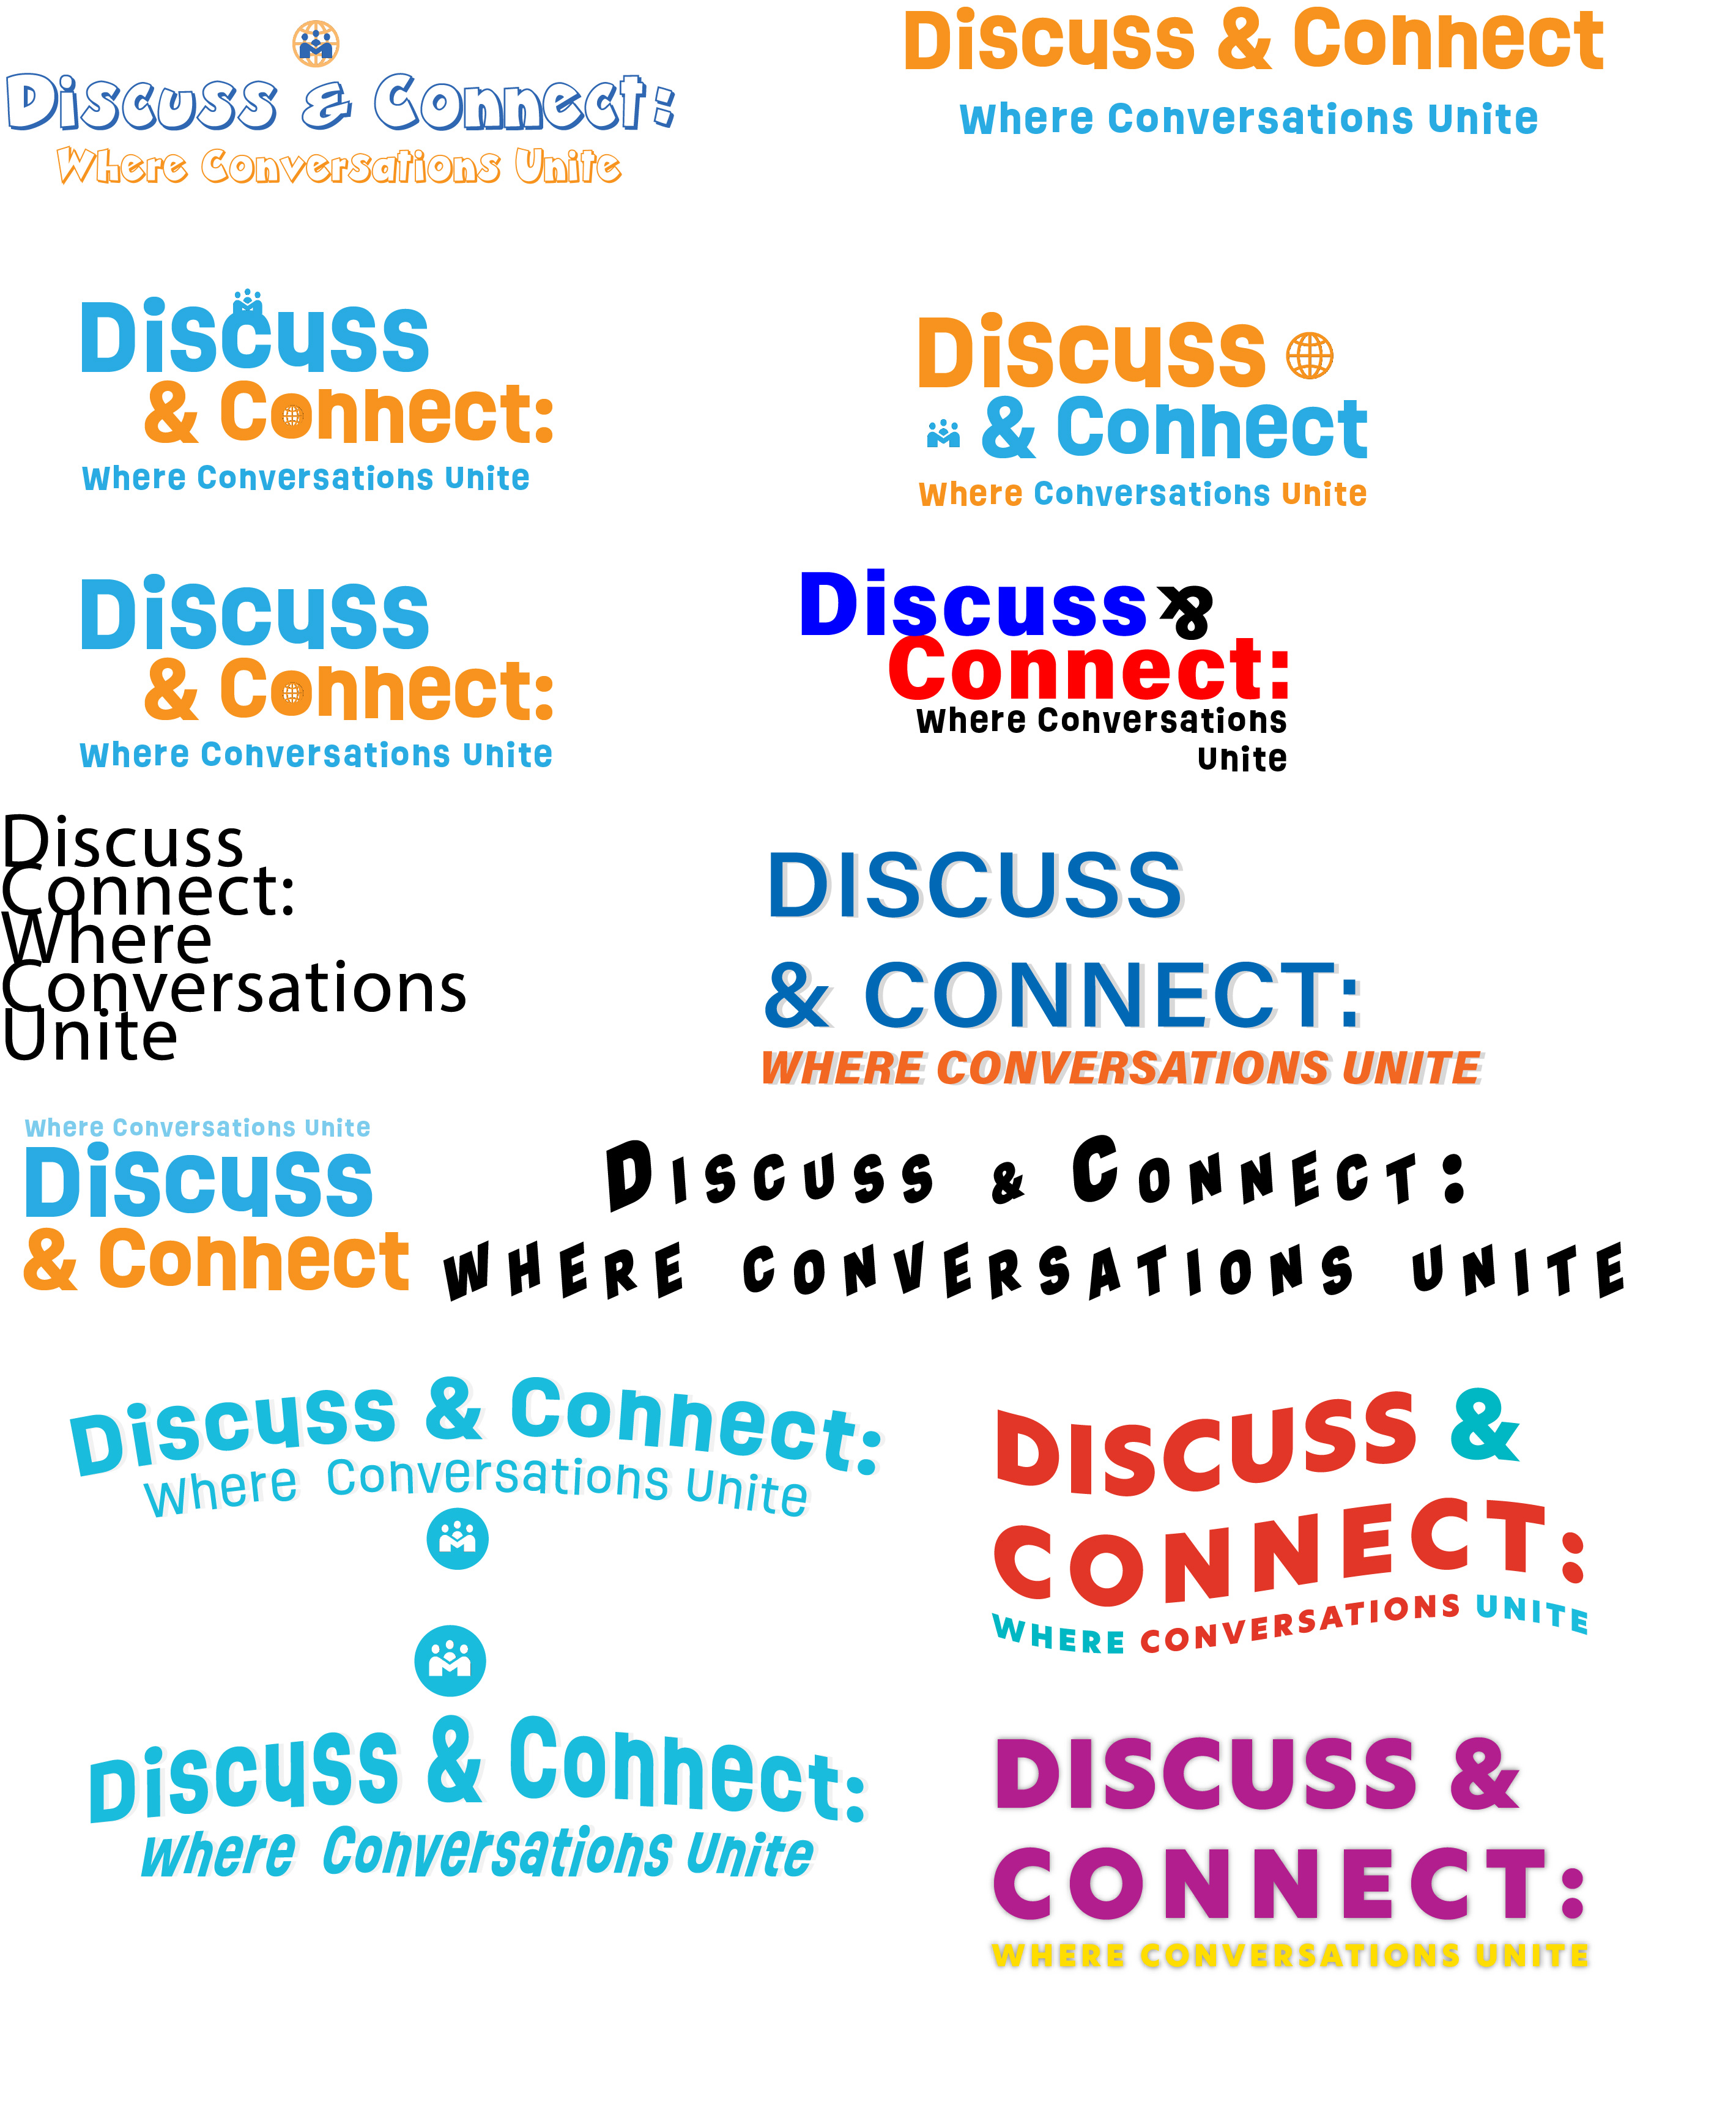 Discuss & Connect:
Where Conversations Unite
Discuss & Connect
Where Conversations Unite
Discuss
& Connect:
Where Conversations Unite
Discuss
& Connect
Where Conversations Unite
Discuss
& Connect:
Where Conversations Unite
Discuss &
Connect:
Where Conversations
Unite
Discuss
Connect:
Where
Conversations
Unite
DISCUSS
& CONNECT:
WHERE CONVERSATIONS UNITE
Where Conversations Unite
Discuss
& Connect
DISCUSS & CONNECT:
WHERE CONVERSATIONS UNITE
Discuss & Connect:
Where Conversations Unite
DISCUSS &
CONNECT:
WHERE CONVERSATIONS UNITE
Discuss & Connect:
Where Conversations Unite
DISCUSS &
CONNECT:
WHERE CONVERSATIONS UNITE